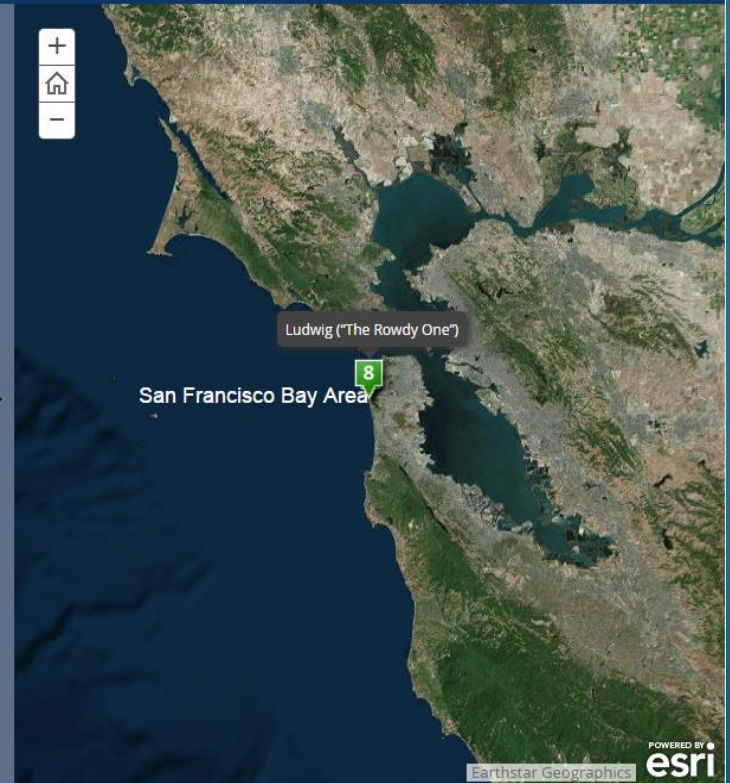 +
−
Ludwig ("The Rowdy One")
8
San Francisco Bay Area
POWERED BY
esri
Earthstar Geographics